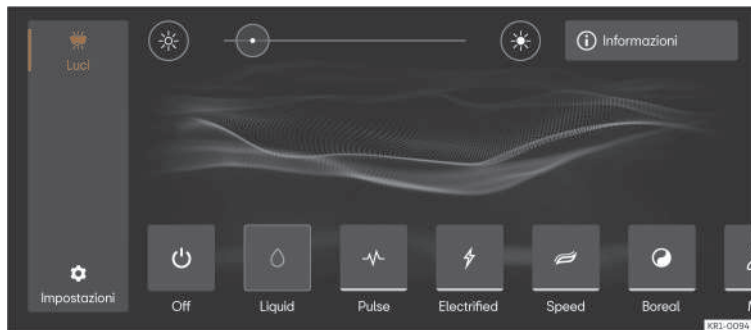 Luci
Informazioni
Impostazioni
Off
Liquid
Pulse
Electrified
Speed
Boreal
KR1-0094